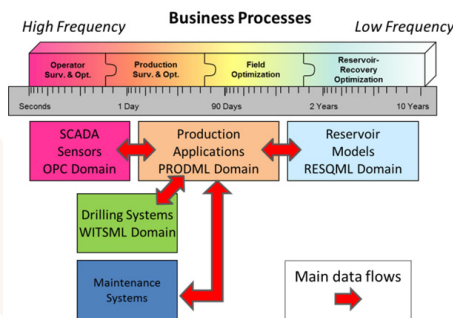 Business Processes
High Frequency
Low Frequency
Operator
Surv. & Opt.
Production
Surv. & Opt.
Field
Optimization
Reservoir-
Recovery
Optimization
Seconds
1 Day
90 Days
2 Years
10 Years
SCADA
Sensors
OPC Domain
Production
Applications
PRODML Domain
Reservoir
Models
RESQML Domain
Drilling Systems
WITSML Domain
Maintenance
Systems
Main data flows